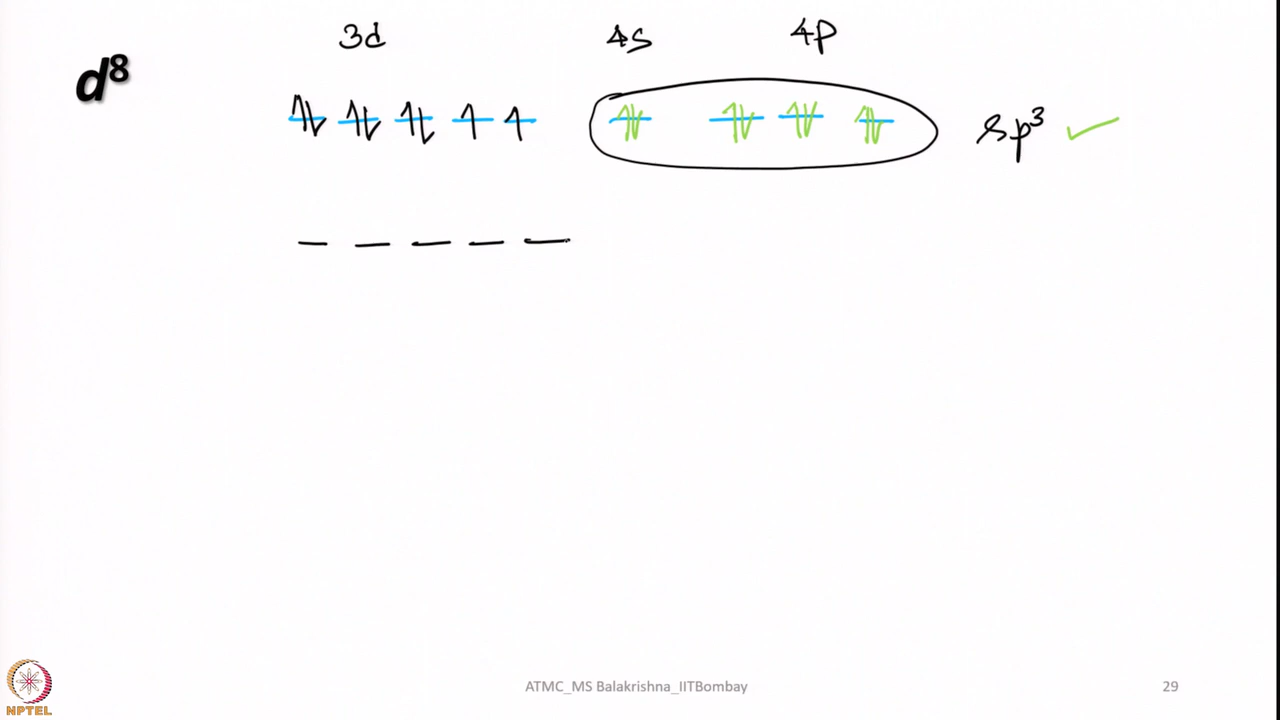 3d 4s 4p
d⁸
⥮ ⥮ ⥮ ↿ ↿ ⥮ ⥮ ⥮ ⥮ sp³ ✓
NPTEL
ATMC_MS Balakrishna_IITBombay
29